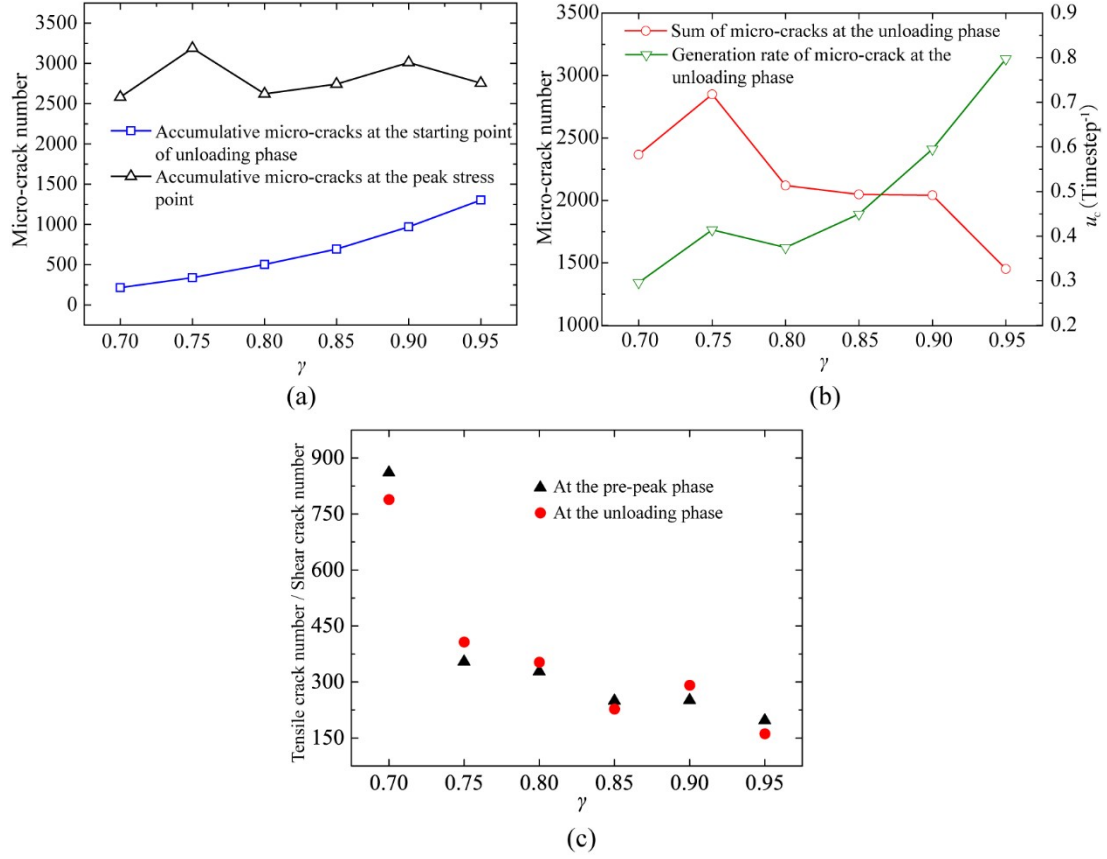 3500
3000
2500
2000
1500
1000
500
0
Micro-crack number
Accumulative micro-cracks at the starting point
of unloading phase
Accumulative micro-cracks at the peak stress
point
0.70 0.75 0.80 0.85 0.90 0.95
γ
(a)
3500
3000
2500
2000
1500
1000
Micro-crack number
Sum of micro-cracks at the unloading phase
Generation rate of micro-crack at the
unloading phase
0.9
0.8
0.7
0.6
0.5
0.4
0.3
0.2
u_c (Timestep⁻¹)
0.70 0.75 0.80 0.85 0.90 0.95
γ
(b)
900
750
600
450
300
150
Tensile crack number / Shear crack number
At the pre-peak phase
At the unloading phase
0.70 0.75 0.80 0.85 0.90 0.95
γ
(c)